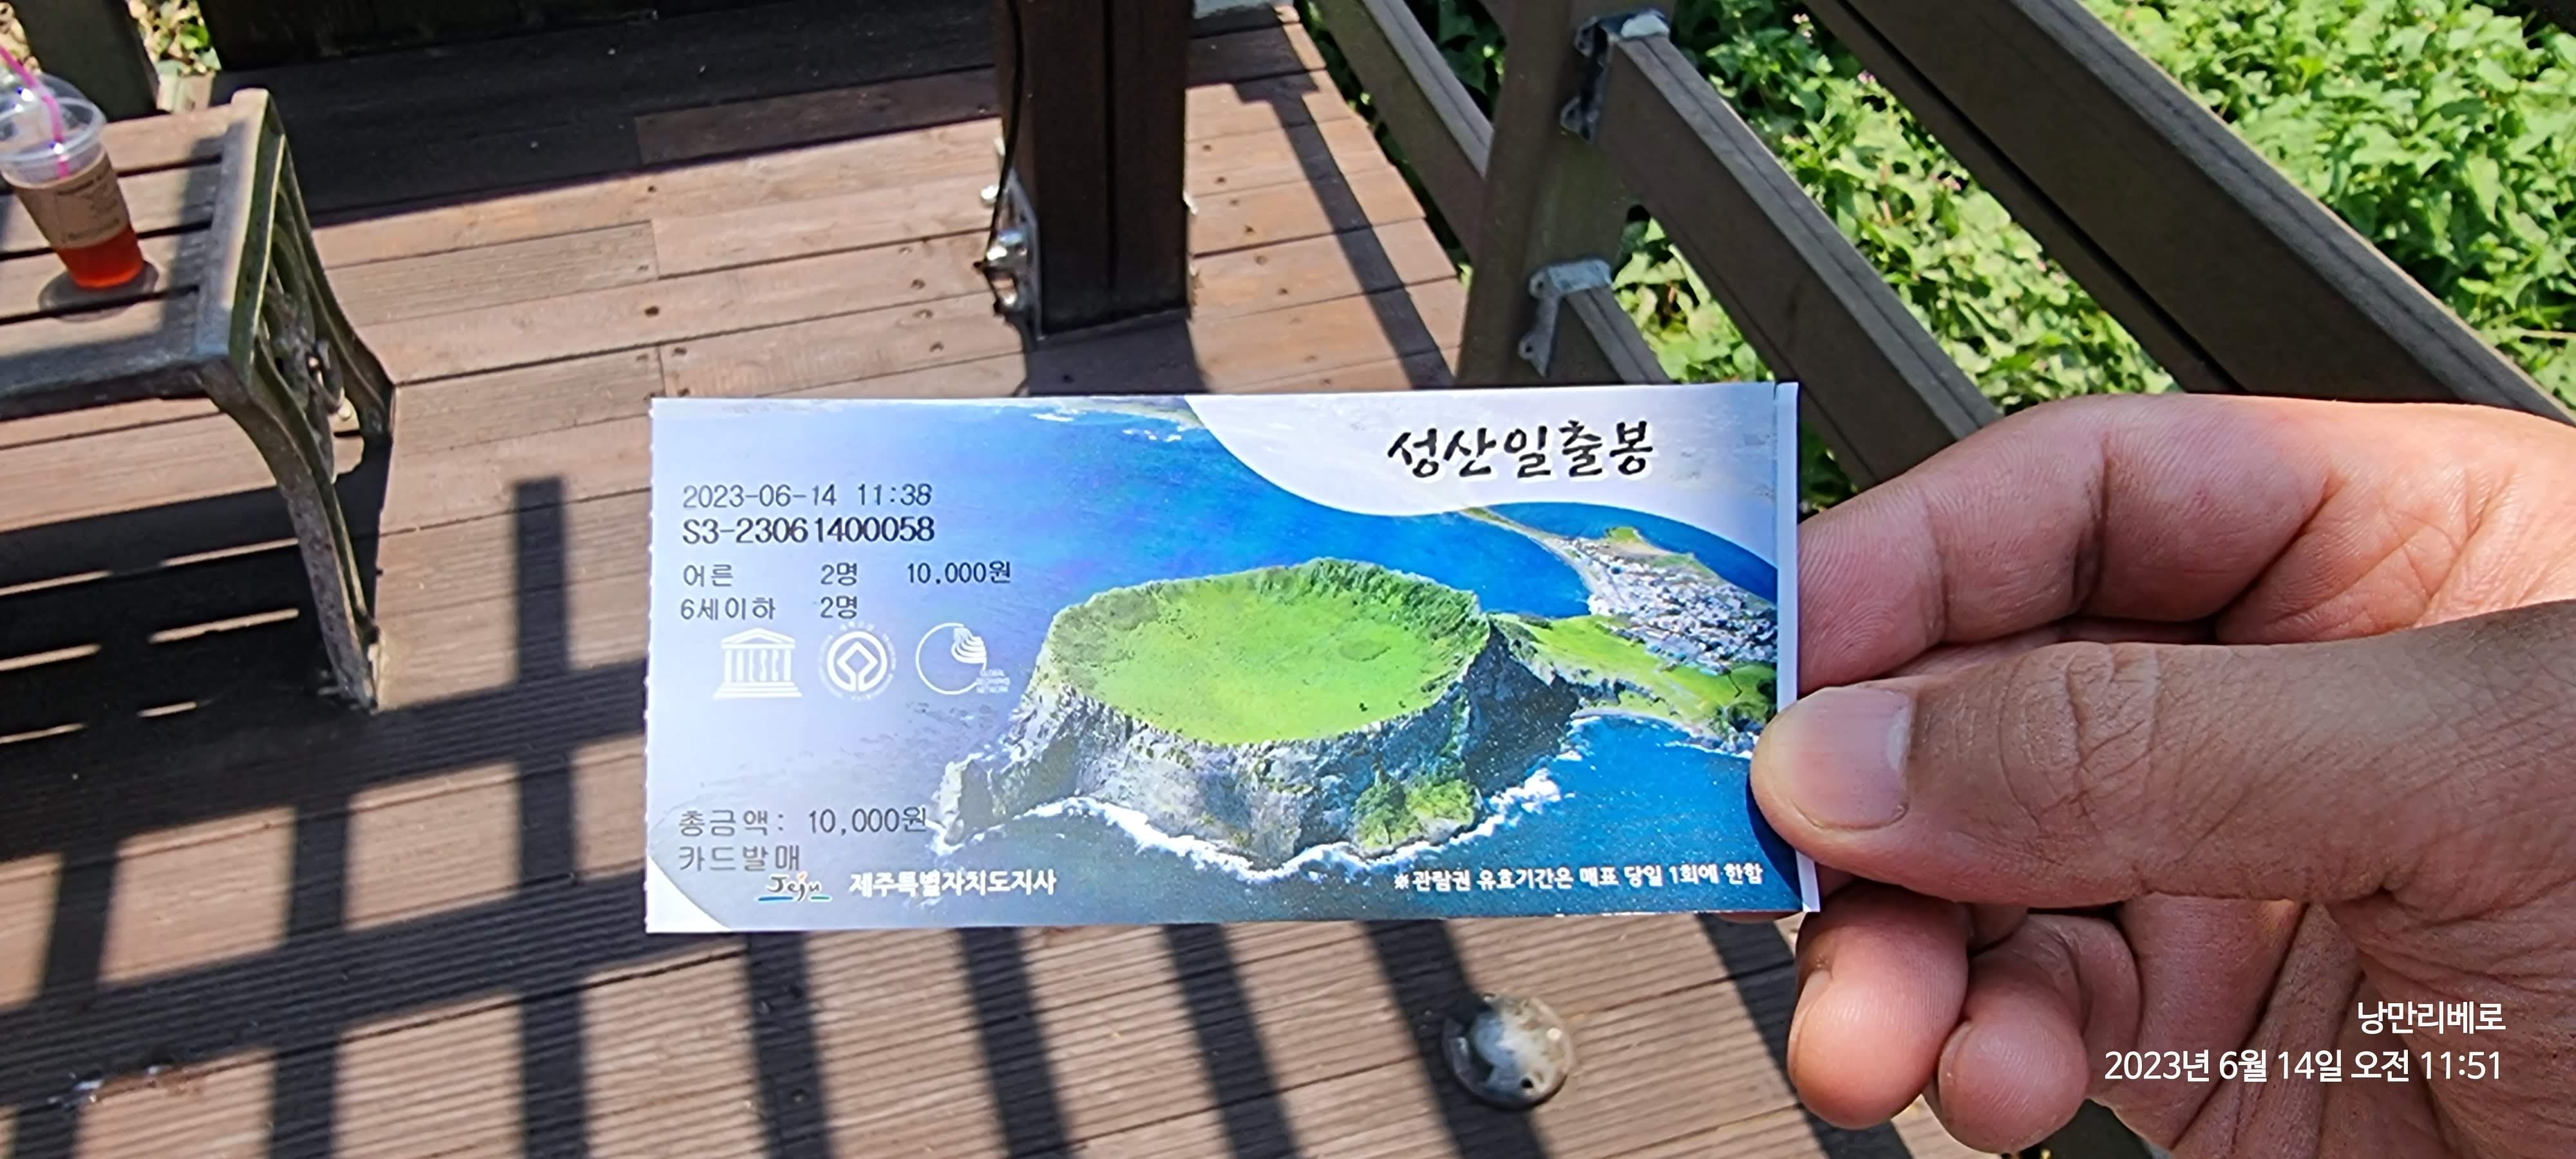 성산일출봉
2023-06-14 11:38
S3-23061400058
어른 2명 10,000원
6세이하 2명
총금액: 10,000원
카드발매
Jeju 제주특별자치도지사
※관람권 유효기간은 매표 당일 1회에 한함
낭만리베로
2023년 6월 14일 오전 11:51